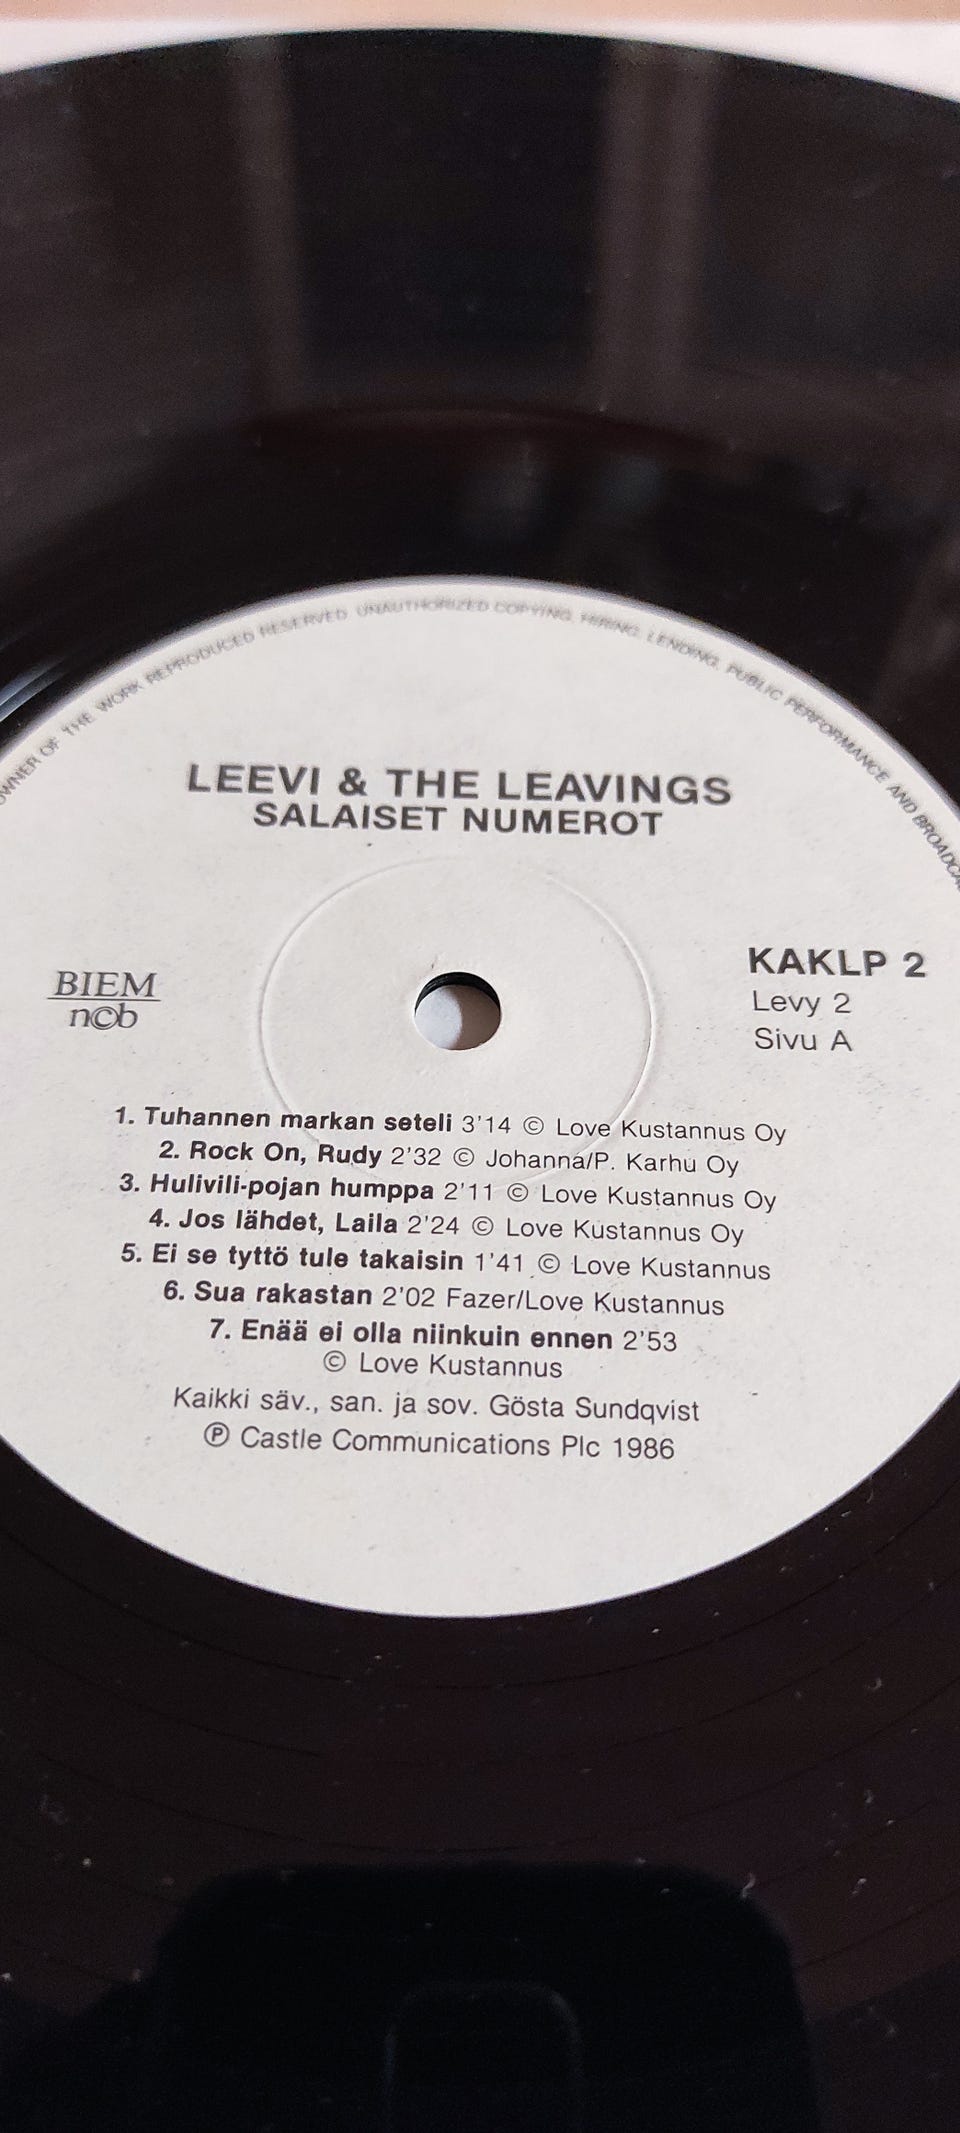 OWNER OF THE WORK REPRODUCED RESERVED UNAUTHORIZED COPYING, HIRING, LENDING, PUBLIC PERFORMANCE AND BROADCA
LEEVI & THE LEAVINGS
SALAISET NUMEROT
BIEM
n©b
KAKLP 2
Levy 2
Sivu A
1. Tuhannen markan seteli 3'14 © Love Kustannus Oy
2. Rock On, Rudy 2'32 © Johanna/P. Karhu Oy
3. Hulivili-pojan humppa 2'11 © Love Kustannus Oy
4. Jos lähdet, Laila 2'24 © Love Kustannus Oy
5. Ei se tyttö tule takaisin 1'41 © Love Kustannus
6. Sua rakastan 2'02 Fazer/Love Kustannus
7. Enää ei olla niinkuin ennen 2'53
© Love Kustannus
Kaikki säv., san. ja sov. Gösta Sundqvist
℗ Castle Communications Plc 1986